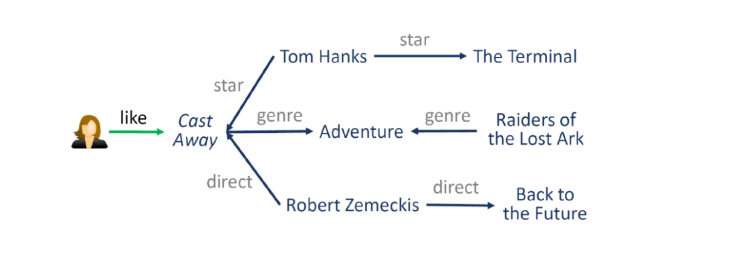 star
Tom Hanks
The Terminal
star
like
Cast
Away
genre
Adventure
genre
Raiders of
the Lost Ark
direct
direct
Robert Zemeckis
Back to
the Future